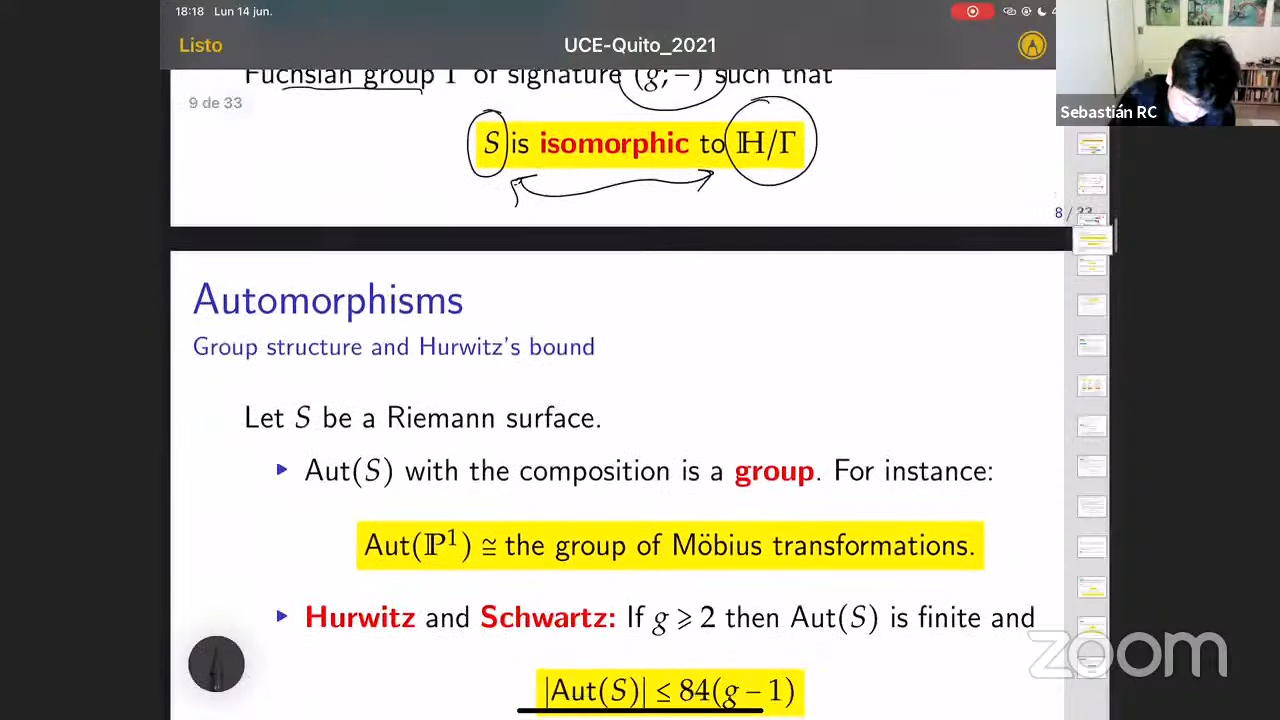 18:18 Lun 14 jun.
Listo
UCE-Quito_2021
Fuchsian group Γ of signature (g; −) such that
9 de 33
Sebastián RC
S is isomorphic to ℍ/Γ
8 / 33
Automorphisms
Group structure and Hurwitz's bound
Let S be a Riemann surface.
▸ Aut(S) with the composition is a group. For instance:
Aut(ℙ¹) ≅ the group of Möbius transformations.
▸ Hurwitz and Schwartz: If g ⩾ 2 then Aut(S) is finite and
zoom
|Aut(S)| ≤ 84(g − 1)